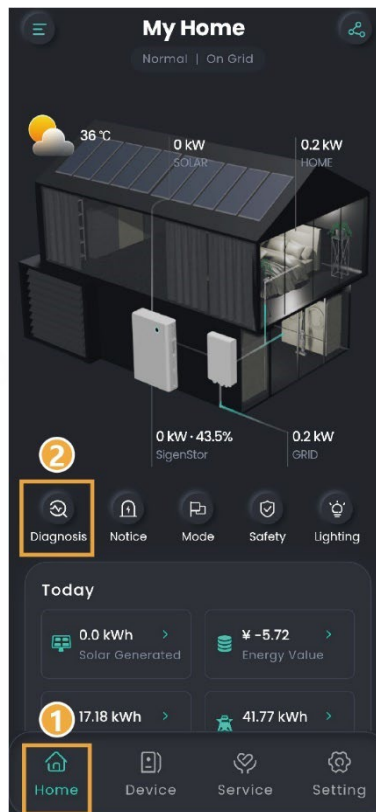 My Home
Normal | On Grid
36 °C
0 kW
SOLAR
0.2 kW
HOME
0 kW · 43.5%
SigenStor
0.2 kW
GRID
2
Diagnosis
Notice
Mode
Safety
Lighting
Today
0.0 kWh >
Solar Generated
¥ -5.72 >
Energy Value
1
17.18 kWh >
41.77 kWh >
Home
Device
Service
Setting